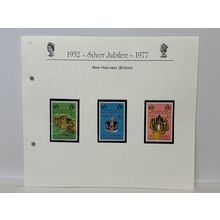 1952 - Silver Jubilee - 1977
New Hebrides (British)